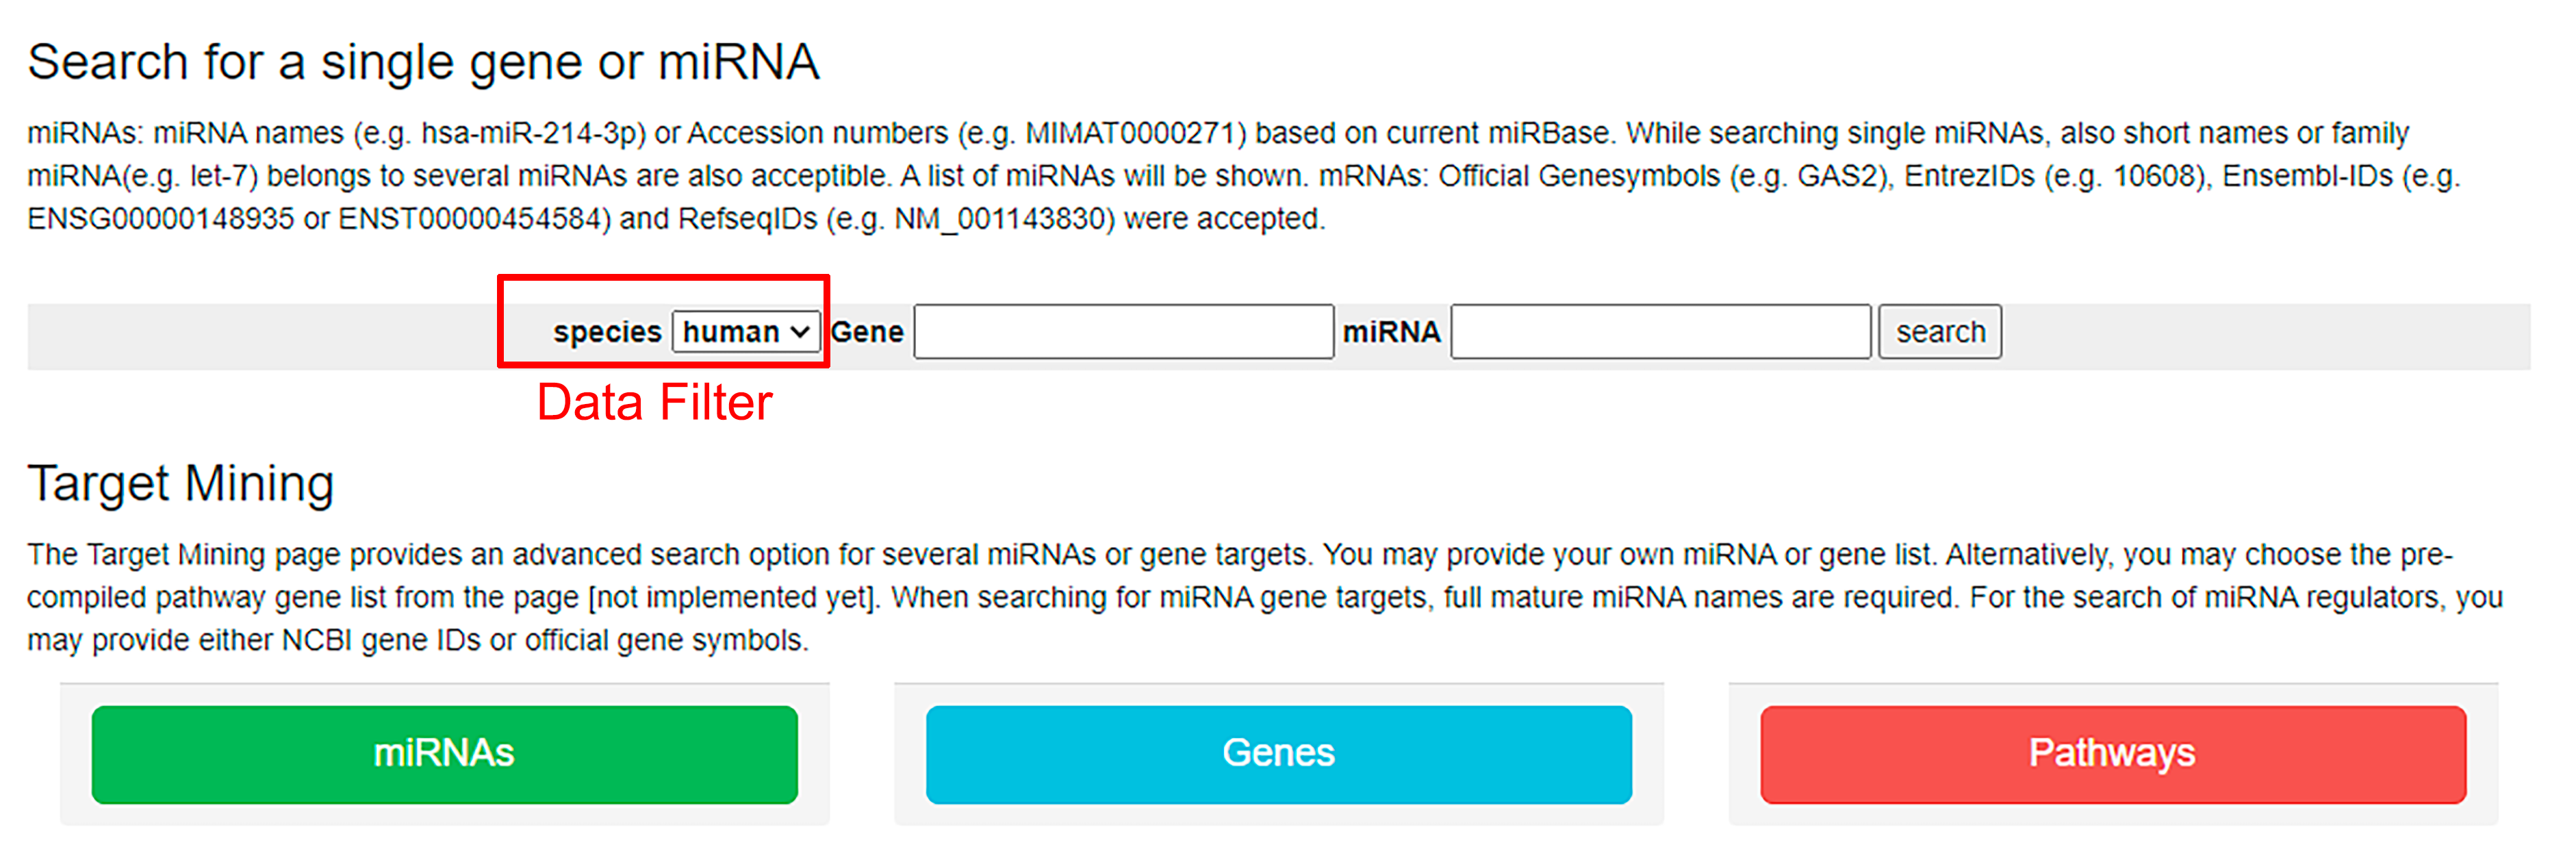 Search for a single gene or miRNA
miRNAs: miRNA names (e.g. hsa-miR-214-3p) or Accession numbers (e.g. MIMAT0000271) based on current miRBase. While searching single miRNAs, also short names or family
miRNA(e.g. let-7) belongs to several miRNAs are also acceptible. A list of miRNAs will be shown. mRNAs: Official Genesymbols (e.g. GAS2), EntrezIDs (e.g. 10608), Ensembl-IDs (e.g.
ENSG00000148935 or ENST00000454584) and RefseqIDs (e.g. NM_001143830) were accepted.
species human Gene miRNA search
Data Filter
Target Mining
The Target Mining page provides an advanced search option for several miRNAs or gene targets. You may provide your own miRNA or gene list. Alternatively, you may choose the pre-
compiled pathway gene list from the page [not implemented yet]. When searching for miRNA gene targets, full mature miRNA names are required. For the search of miRNA regulators, you
may provide either NCBI gene IDs or official gene symbols.
miRNAs Genes Pathways